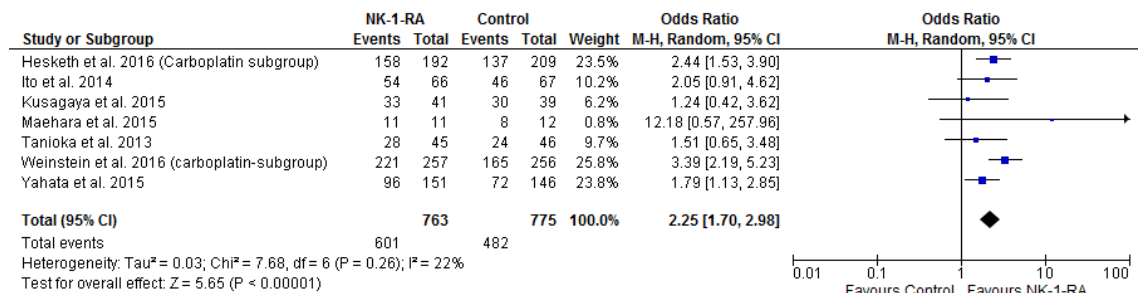 NK-1-RA Control Odds Ratio Odds Ratio
Study or Subgroup Events Total Events Total Weight M-H, Random, 95% CI M-H, Random, 95% CI
Hesketh et al. 2016 (Carboplatin subgroup) 158 192 137 209 23.5% 2.44 [1.53, 3.90]
Ito et al. 2014 54 66 46 67 10.2% 2.05 [0.91, 4.62]
Kusagaya et al. 2015 33 41 30 39 6.2% 1.24 [0.42, 3.62]
Maehara et al. 2015 11 11 8 12 0.8% 12.18 [0.57, 257.96]
Tanioka et al. 2013 28 45 24 46 9.7% 1.51 [0.65, 3.48]
Weinstein et al. 2016 (carboplatin-subgroup) 221 257 165 256 25.8% 3.39 [2.19, 5.23]
Yahata et al. 2015 96 151 72 146 23.8% 1.79 [1.13, 2.85]
Total (95% CI) 763 775 100.0% 2.25 [1.70, 2.98]
Total events 601 482
Heterogeneity: Tau² = 0.03; Chi² = 7.68, df = 6 (P = 0.26); I² = 22%
Test for overall effect: Z = 5.65 (P < 0.00001)
0.01 0.1 1 10 100
Favours Control Favours NK-1-RA